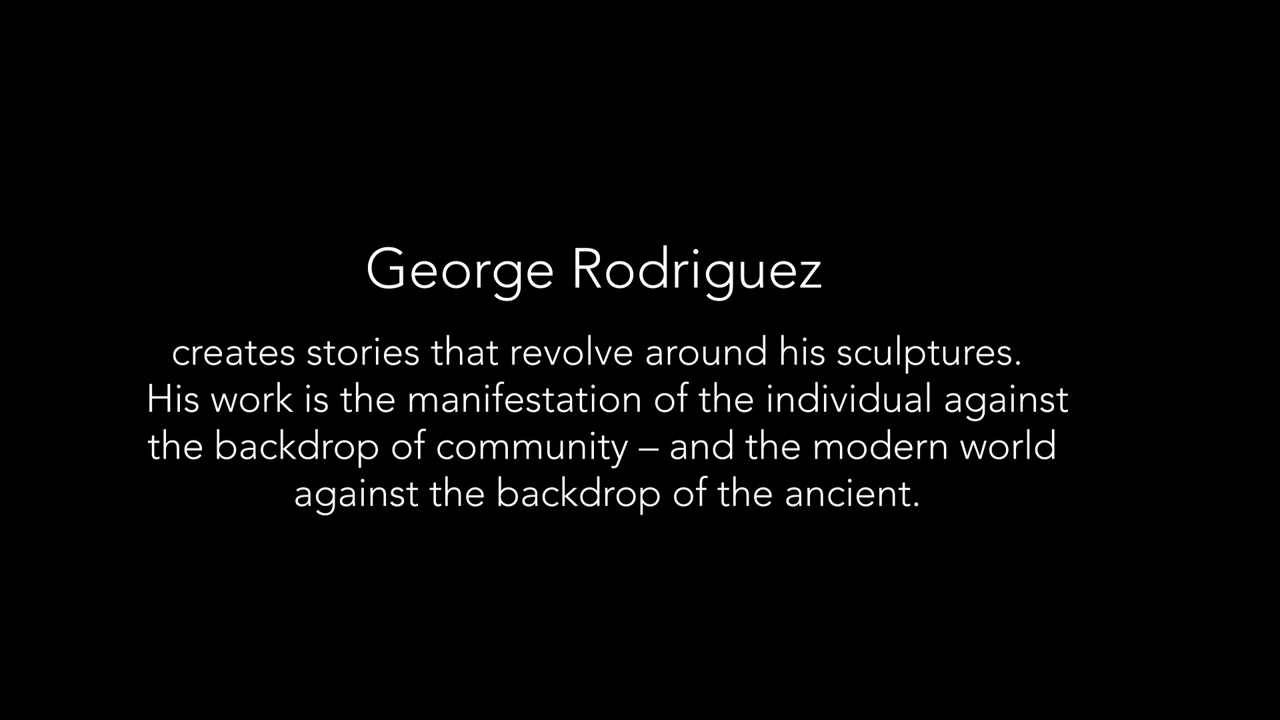 George Rodriguez
creates stories that revolve around his sculptures.
His work is the manifestation of the individual against
the backdrop of community – and the modern world
against the backdrop of the ancient.